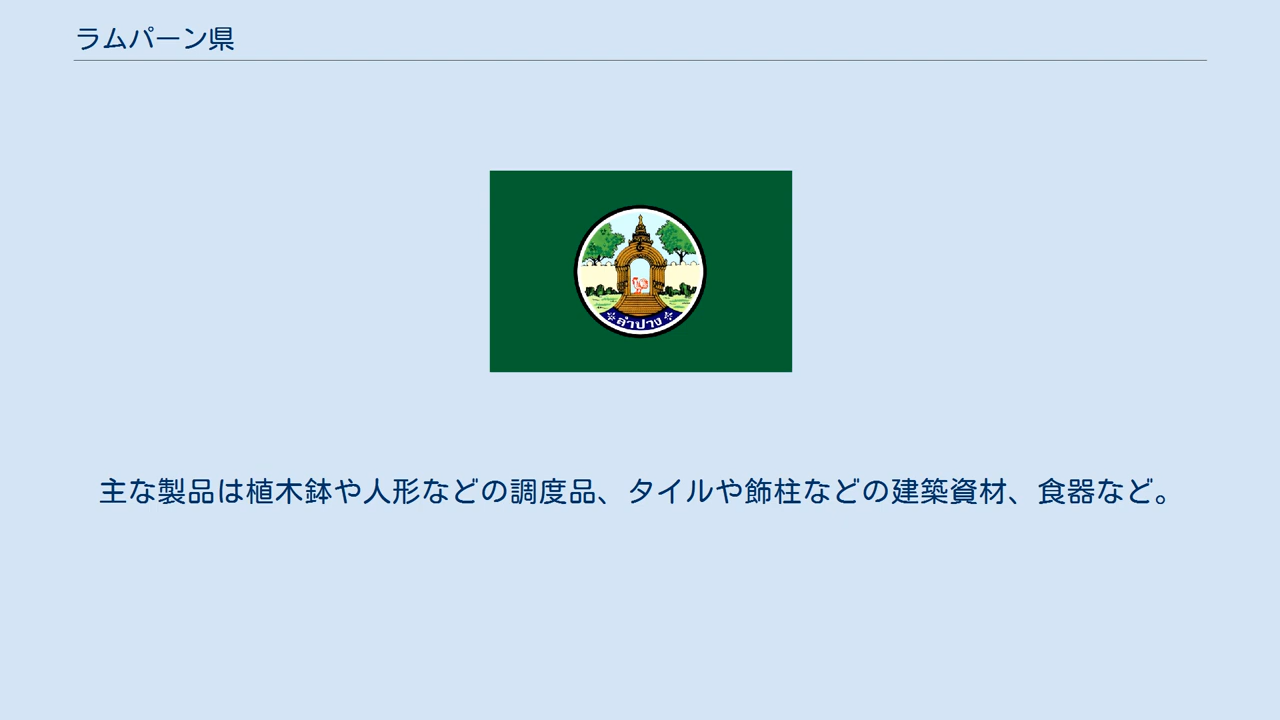 ラムパーン県
ลำปาง
主な製品は植木鉢や人形などの調度品、タイルや飾柱などの建築資材、食器など。